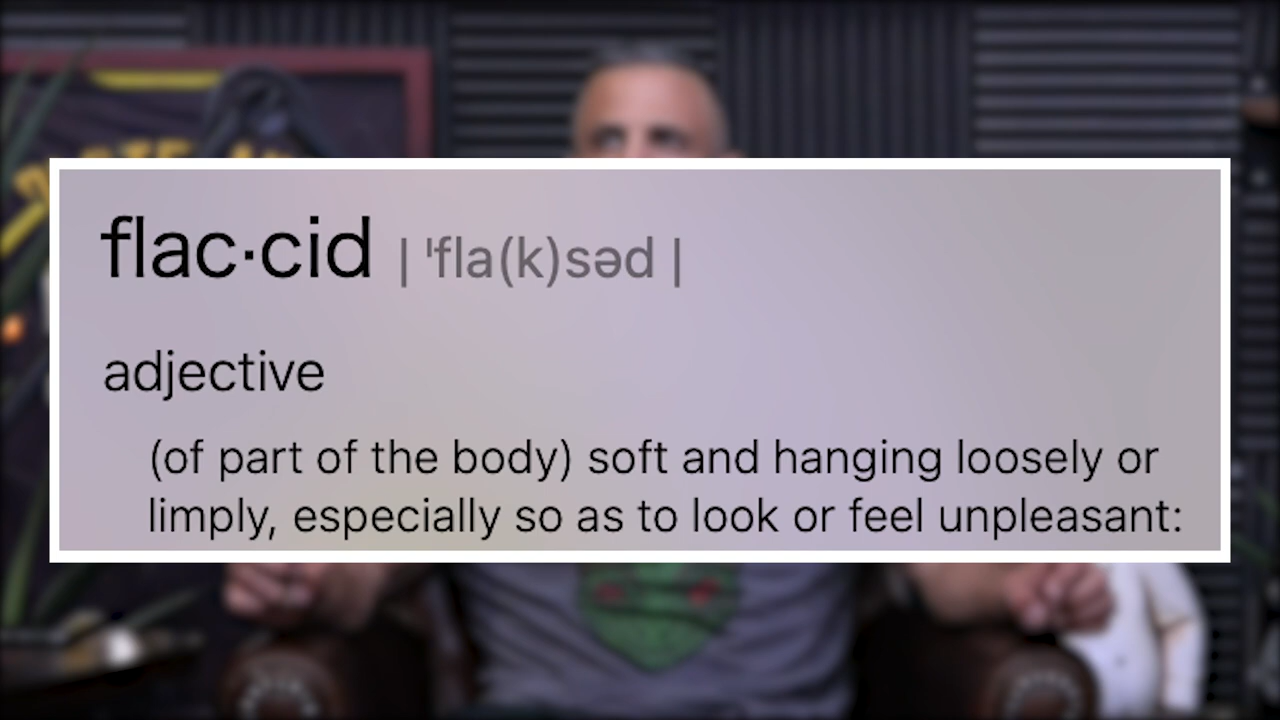 flac·cid | ˈfla(k)səd |
adjective
(of part of the body) soft and hanging loosely or
limply, especially so as to look or feel unpleasant: